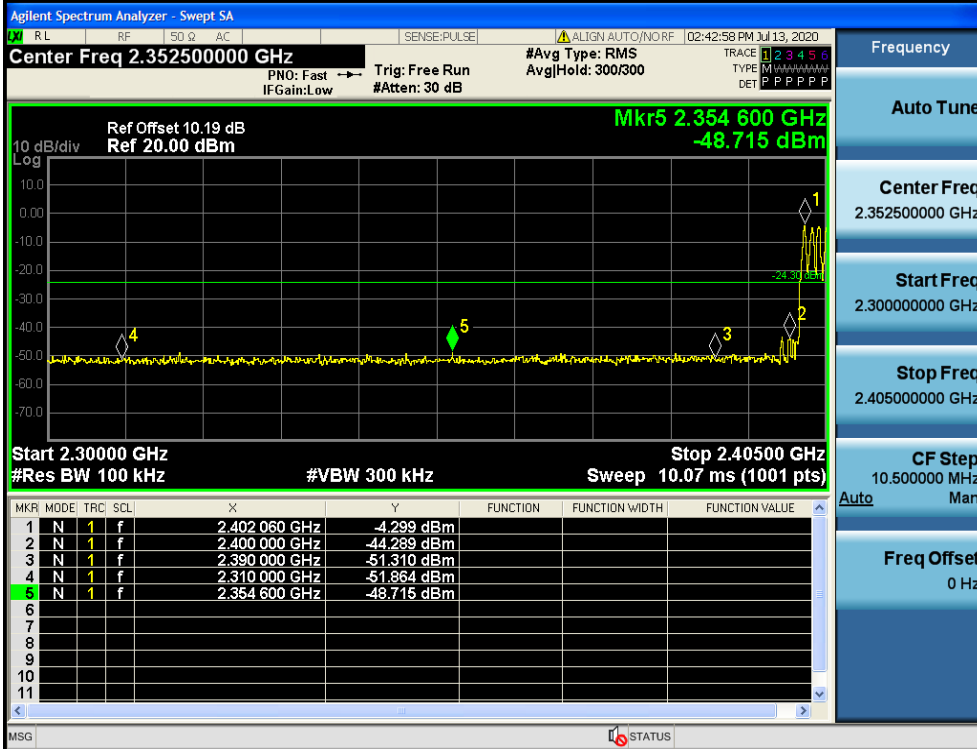 Agilent Spectrum Analyzer - Swept SA
LXI RL RF 50 Ω AC SENSE:PULSE ALIGN AUTO/NO RF 02:42:58 PM Jul 13, 2020
Center Freq 2.352500000 GHz
PNO: Fast
IFGain:Low
Trig: Free Run
#Atten: 30 dB
#Avg Type: RMS
Avg|Hold: 300/300
TRACE 1 2 3 4 5 6
TYPE M W W W W W
DET P P P P P P
Mkr5 2.354 600 GHz
-48.715 dBm
Ref Offset 10.19 dB
10 dB/div Ref 20.00 dBm
Log
10.0
0.00
-10.0
-20.0
-30.0
-40.0
-50.0
-60.0
-70.0
1
-24.30 dBm
2
3
4
5
Start 2.30000 GHz Stop 2.40500 GHz
#Res BW 100 kHz #VBW 300 kHz Sweep 10.07 ms (1001 pts)
MKR MODE TRC SCL X Y FUNCTION FUNCTION WIDTH FUNCTION VALUE
1 N 1 f 2.402 060 GHz -4.299 dBm
2 N 1 f 2.400 000 GHz -44.289 dBm
3 N 1 f 2.390 000 GHz -51.310 dBm
4 N 1 f 2.310 000 GHz -51.864 dBm
5 N 1 f 2.354 600 GHz -48.715 dBm
6
7
8
9
10
11
MSG STATUS
Frequency
Auto Tune
Center Freq
2.352500000 GHz
Start Freq
2.300000000 GHz
Stop Freq
2.405000000 GHz
CF Step
10.500000 MHz
Auto Man
Freq Offset
0 Hz